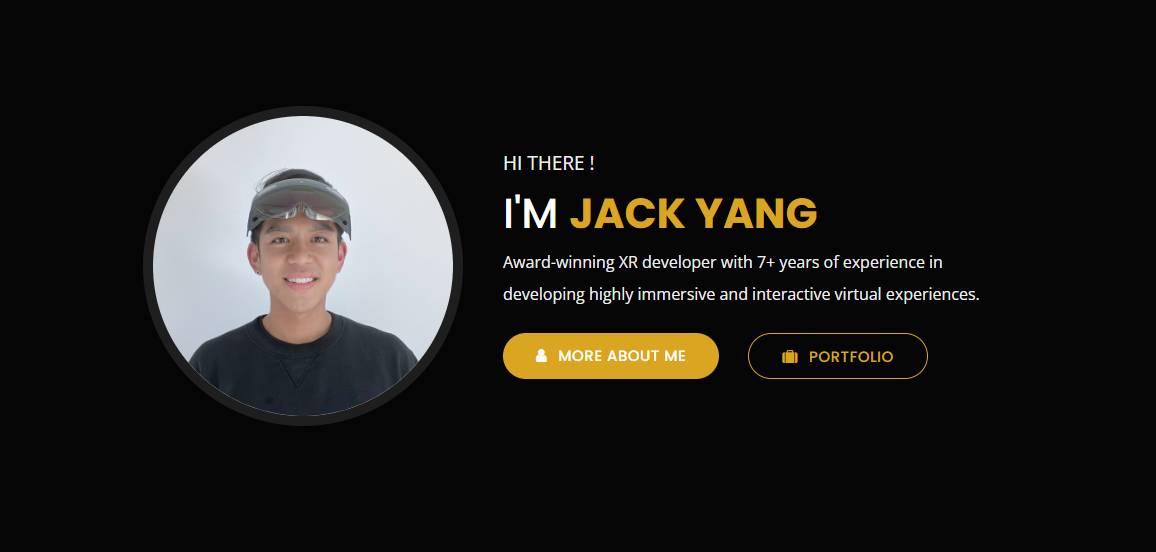 HI THERE !
I'M JACK YANG
Award-winning XR developer with 7+ years of experience in
developing highly immersive and interactive virtual experiences.
MORE ABOUT ME
PORTFOLIO